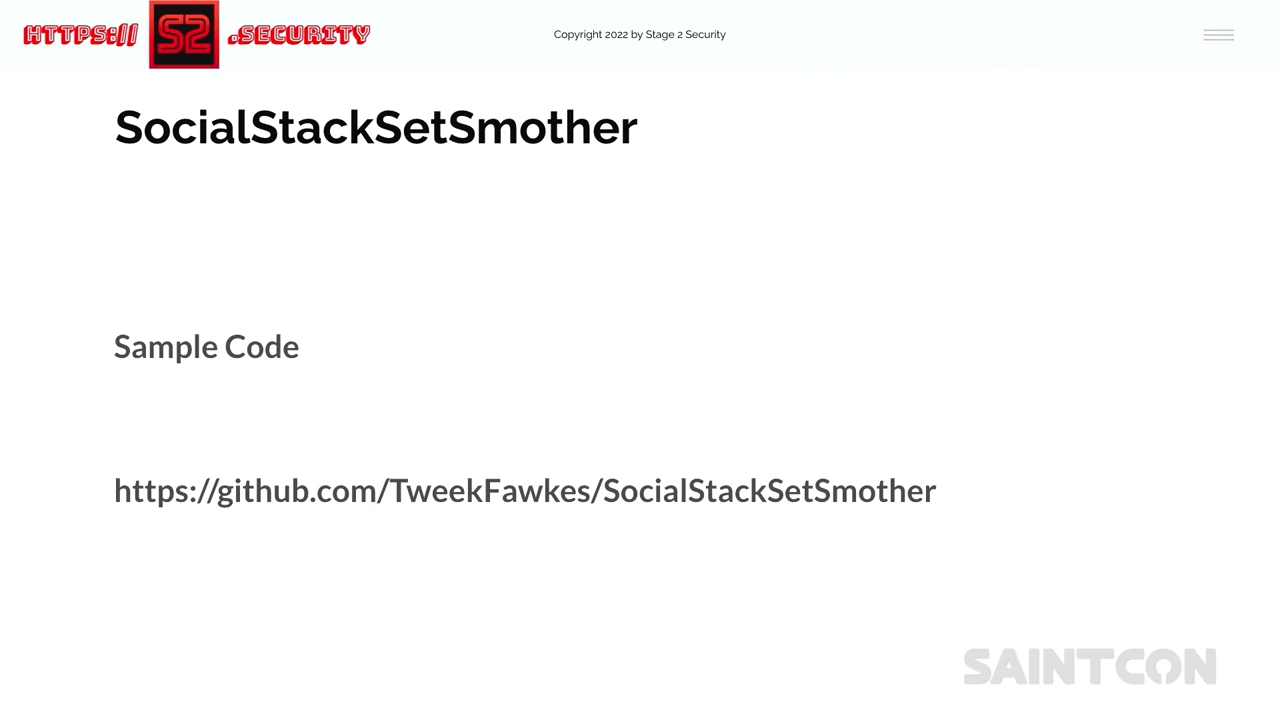 HTTPS:// S2 .SECURITY
Copyright 2022 by Stage 2 Security
SocialStackSetSmother
Sample Code
https://github.com/TweekFawkes/SocialStackSetSmother
SAINTCON